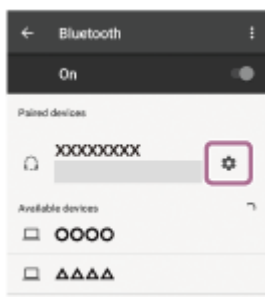 Bluetooth
On
Paired devices
XXXXXXXX
Available devices
OOOO
ΔΔΔΔ